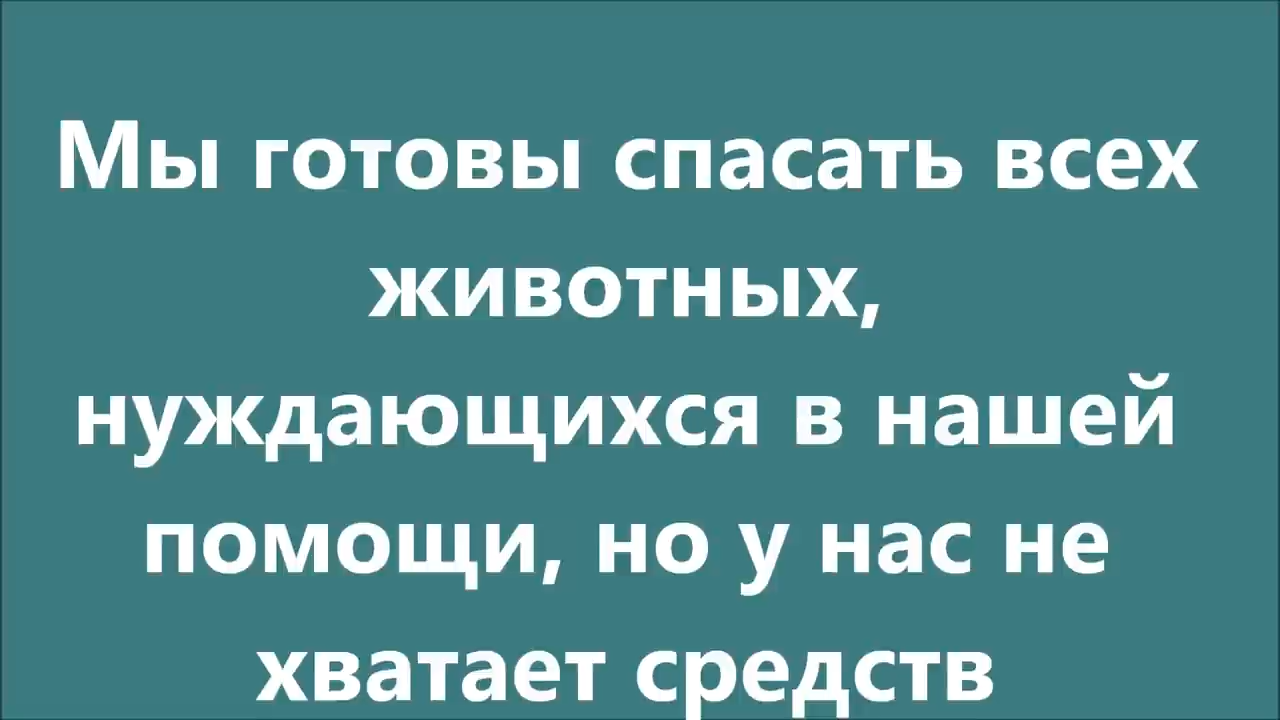 Мы готовы спасать всех
животных,
нуждающихся в нашей
помощи, но у нас не
хватает средств